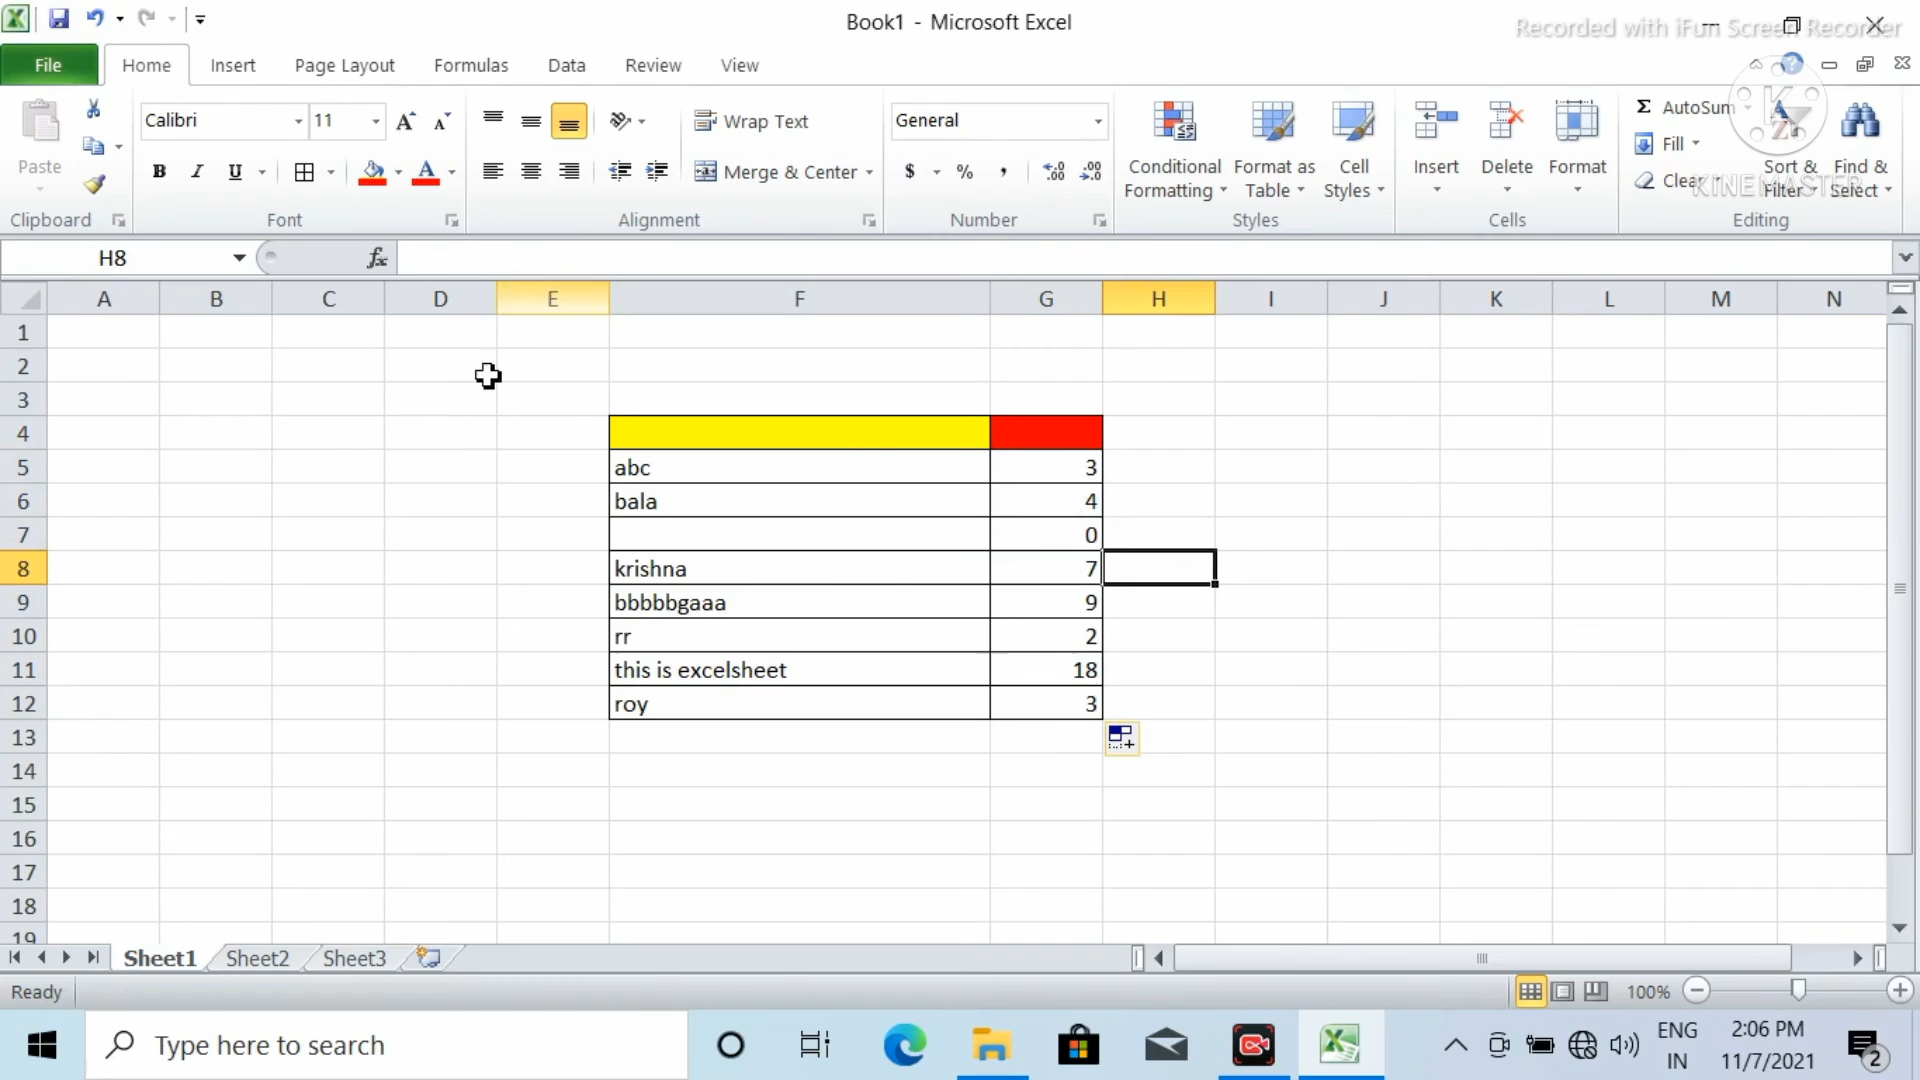 Book1 - Microsoft Excel
Recorded with iFun Screen Recorder
File Home Insert Page Layout Formulas Data Review View
Calibri 11 Wrap Text General AutoSum
Paste Conditional Formatting Format as Table Cell Styles Insert Delete Format Fill Sort & Filter Find & Select
B I U Merge & Center $ % , Clear
KINEMASTER
Clipboard Font Alignment Number Styles Cells Editing
H8 fx
A B C D E F G H I J K L M N
1
2
3
4
5 abc 3
6 bala 4
7 0
8 krishna 7
9 bbbbbgaaa 9
10 rr 2
11 this is excelsheet 18
12 roy 3
13
14
15
16
17
18
19
Sheet1 Sheet2 Sheet3
Ready 100%
Type here to search
ENG 2:06 PM
IN 11/7/2021 2